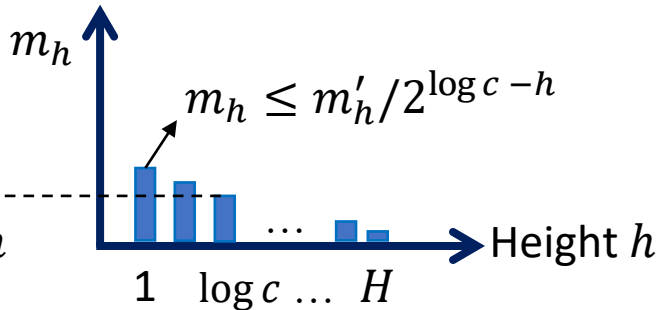 m_h
m_h ≤ m'_h/2^{log c −h}
...
h
Height h
1 log c ... H